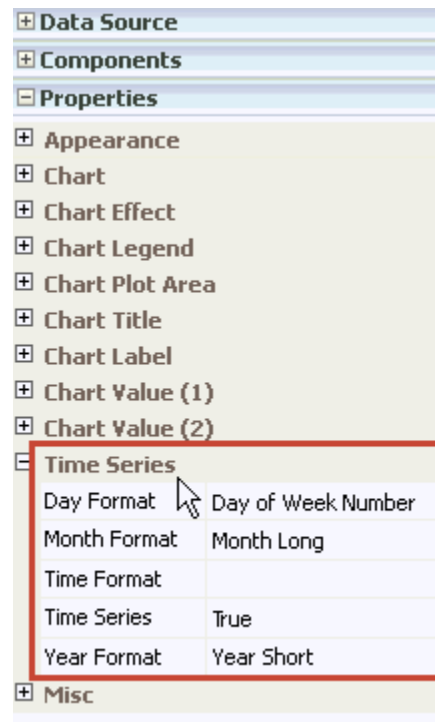 Data Source
Components
Properties
Appearance
Chart
Chart Effect
Chart Legend
Chart Plot Area
Chart Title
Chart Label
Chart Value (1)
Chart Value (2)
Time Series
Day Format Day of Week Number
Month Format Month Long
Time Format
Time Series True
Year Format Year Short
Misc